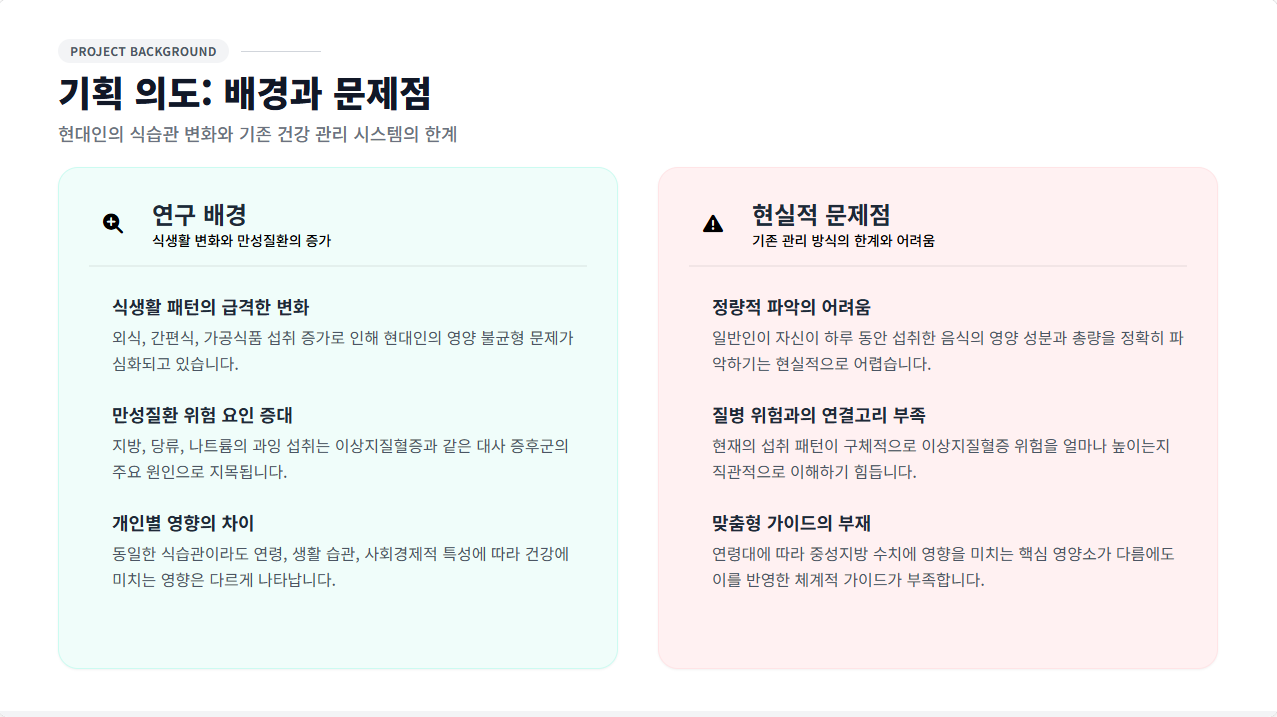 PROJECT BACKGROUND
기획 의도: 배경과 문제점
현대인의 식습관 변화와 기존 건강 관리 시스템의 한계
연구 배경
식생활 변화와 만성질환의 증가
식생활 패턴의 급격한 변화
외식, 간편식, 가공식품 섭취 증가로 인해 현대인의 영양 불균형 문제가
심화되고 있습니다.
만성질환 위험 요인 증대
지방, 당류, 나트륨의 과잉 섭취는 이상지질혈증과 같은 대사 증후군의
주요 원인으로 지목됩니다.
개인별 영향의 차이
동일한 식습관이라도 연령, 생활 습관, 사회경제적 특성에 따라 건강에
미치는 영향은 다르게 나타납니다.
현실적 문제점
기존 관리 방식의 한계와 어려움
정량적 파악의 어려움
일반인이 자신이 하루 동안 섭취한 음식의 영양 성분과 총량을 정확히 파
악하기는 현실적으로 어렵습니다.
질병 위험과의 연결고리 부족
현재의 섭취 패턴이 구체적으로 이상지질혈증 위험을 얼마나 높이는지
직관적으로 이해하기 힘듭니다.
맞춤형 가이드의 부재
연령대에 따라 중성지방 수치에 영향을 미치는 핵심 영양소가 다름에도
이를 반영한 체계적 가이드가 부족합니다.